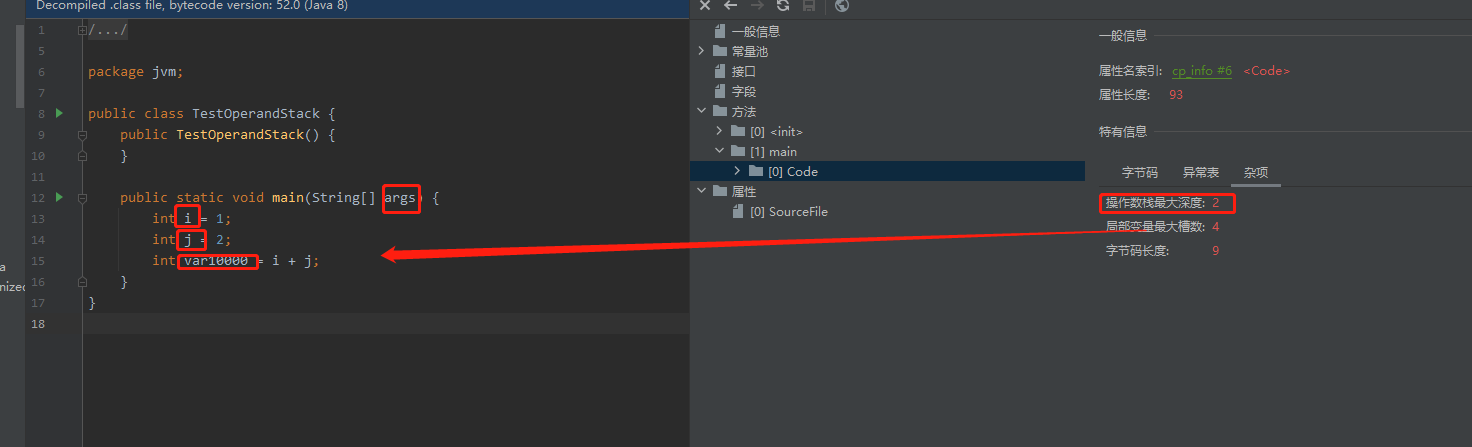 Decompiled .class file, bytecode version: 52.0 (Java 8)
1 /.../
5
6 package jvm;
7
8 public class TestOperandStack {
9 public TestOperandStack() {
10 }
11
12 public static void main(String[] args) {
13 int i = 1;
14 int j = 2;
15 int var10000 = i + j;
16 }
17 }
18
a
nized
一般信息
常量池
接口
字段
方法
[0] <init>
[1] main
[0] Code
属性
[0] SourceFile
一般信息
属性名索引: cp_info #6 <Code>
属性长度: 93
特有信息
字节码 异常表 杂项
操作数栈最大深度: 2
局部变量最大槽数: 4
字节码长度: 9